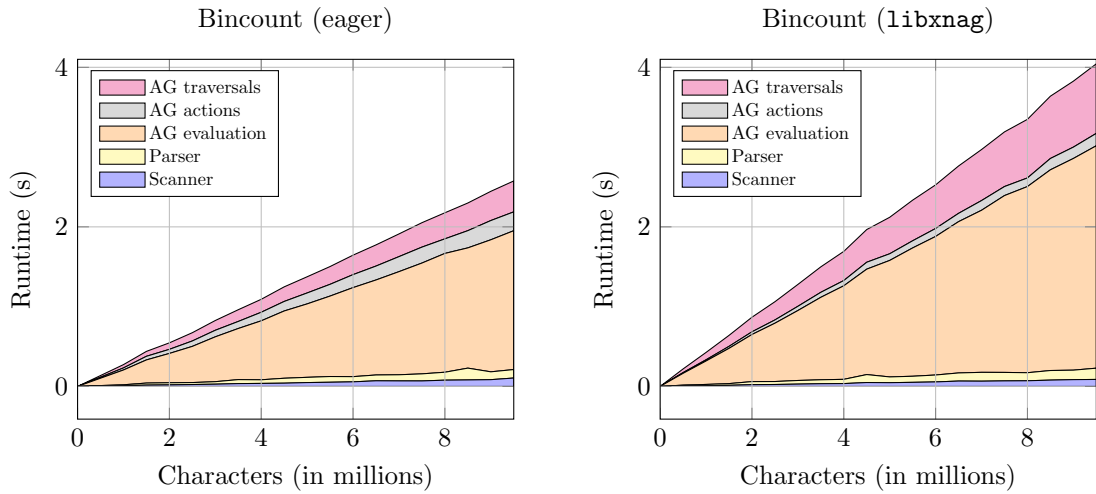 Bincount (eager)
4
2
0
Runtime (s)
AG traversals
AG actions
AG evaluation
Parser
Scanner
0 2 4 6 8
Characters (in millions)
Bincount (libxnag)
4
2
0
Runtime (s)
AG traversals
AG actions
AG evaluation
Parser
Scanner
0 2 4 6 8
Characters (in millions)